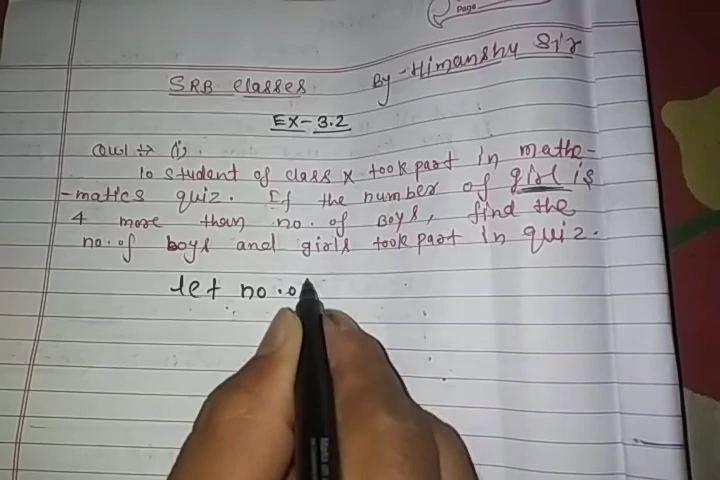 Page
SRB Classes
By - Himanshu Sir
EX-3.2
Que 1 (i).
10 student of class X took part in mathe-
-matics quiz. If the number of girl is
4 more than no. of Boys, find the
no. of boys and girls took part in quiz.
let no. o